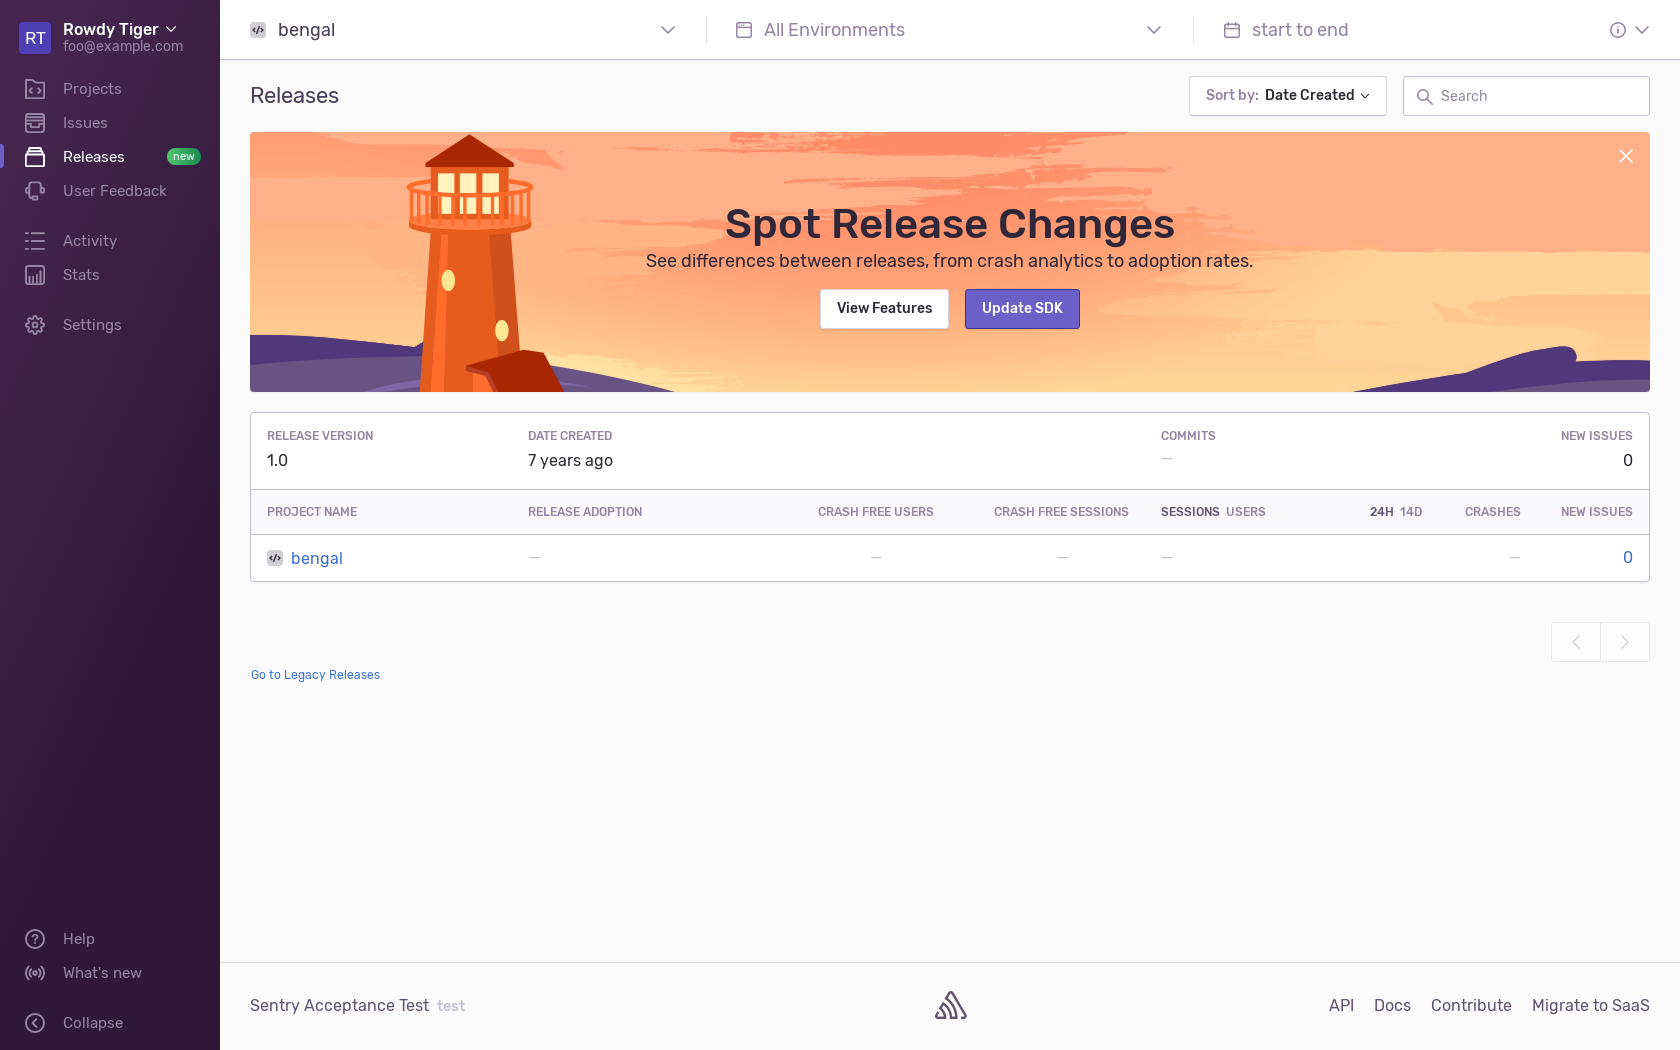 RT
Rowdy Tiger
foo@example.com
Projects
Issues
Releases new
User Feedback
Activity
Stats
Settings
Help
What's new
Collapse
bengal
All Environments
start to end
Releases
Sort by: Date Created
Search
Spot Release Changes
See differences between releases, from crash analytics to adoption rates.
View Features
Update SDK
RELEASE VERSION DATE CREATED COMMITS NEW ISSUES
1.0 7 years ago — 0
PROJECT NAME RELEASE ADOPTION CRASH FREE USERS CRASH FREE SESSIONS SESSIONS USERS 24H 14D CRASHES NEW ISSUES
bengal — — — — — 0
Go to Legacy Releases
Sentry Acceptance Test test
API Docs Contribute Migrate to SaaS